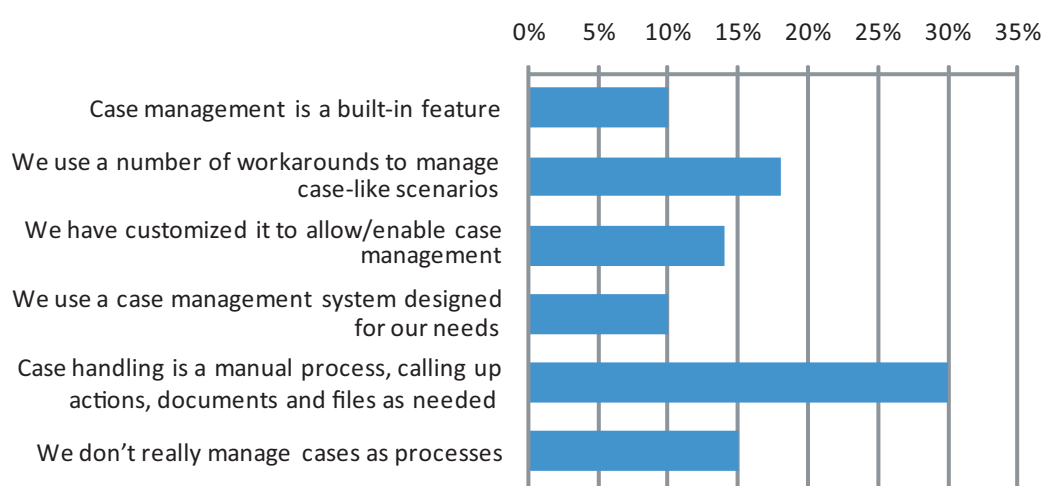 0% 5% 10% 15% 20% 25% 30% 35%
Case management is a built-in feature
We use a number of workarounds to manage
case-like scenarios
We have customized it to allow/enable case
management
We use a case management system designed
for our needs
Case handling is a manual process, calling up
actions, documents and files as needed
We don’t really manage cases as processes